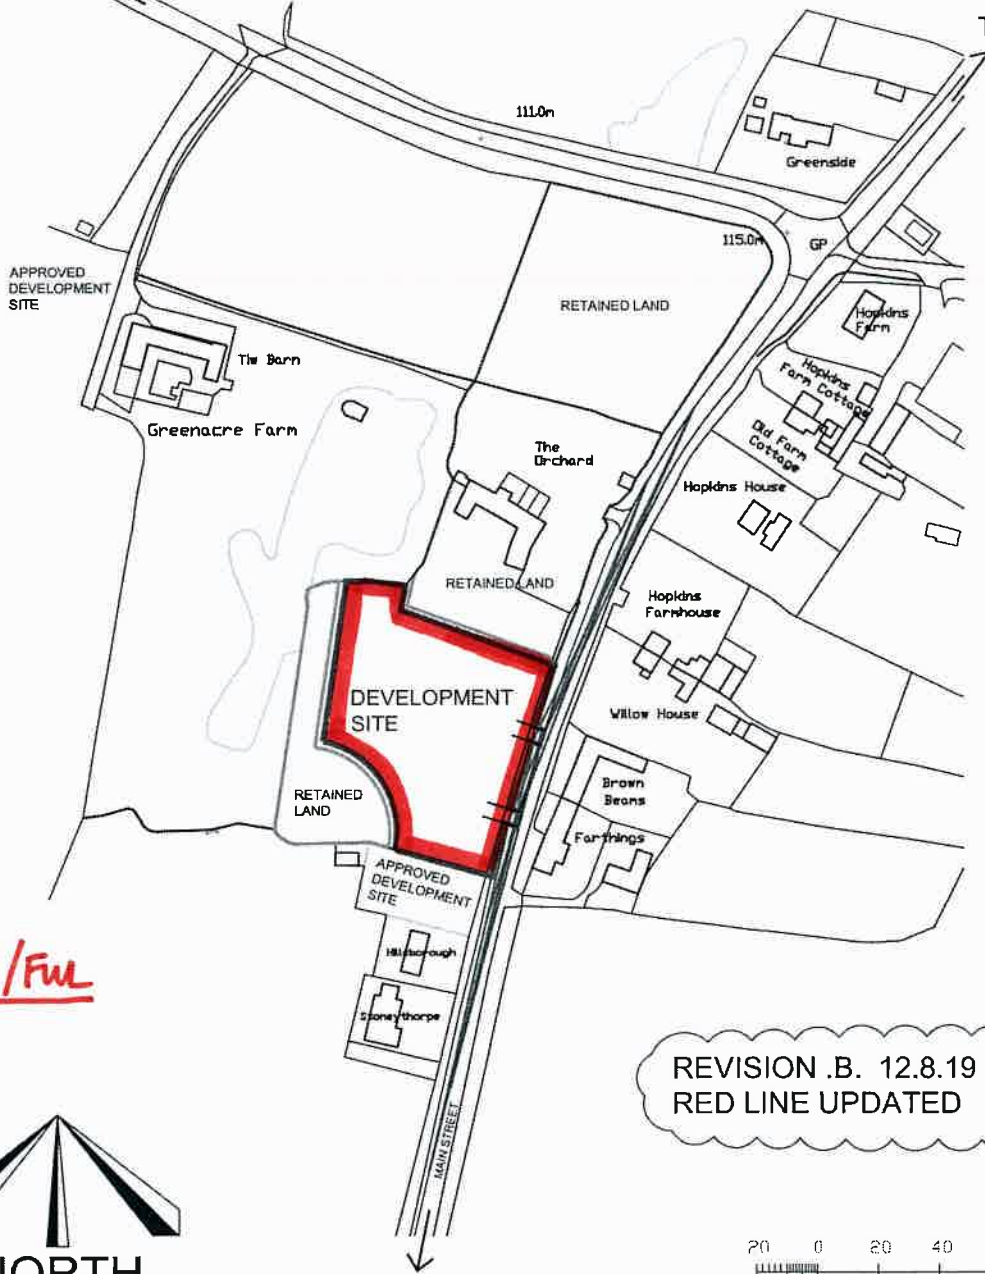 T
111.0m
Greenside
115.0m
GP
APPROVED
DEVELOPMENT
SITE
RETAINED LAND
Hopkins
Farm
The Barn
Hopkins
Farm Cottage
Greenacre Farm
Old Farm
Cottage
The
Orchard
Hopkins House
RETAINED LAND
Hopkins
Farmhouse
DEVELOPMENT
SITE
Willow House
RETAINED
LAND
Brown
Beans
Farthings
APPROVED
DEVELOPMENT
SITE
Hillsborough
/FUL
Stoneythorpe
REVISION .B. 12.8.19
RED LINE UPDATED
MAIN STREET
NORTH
20 0 20 40